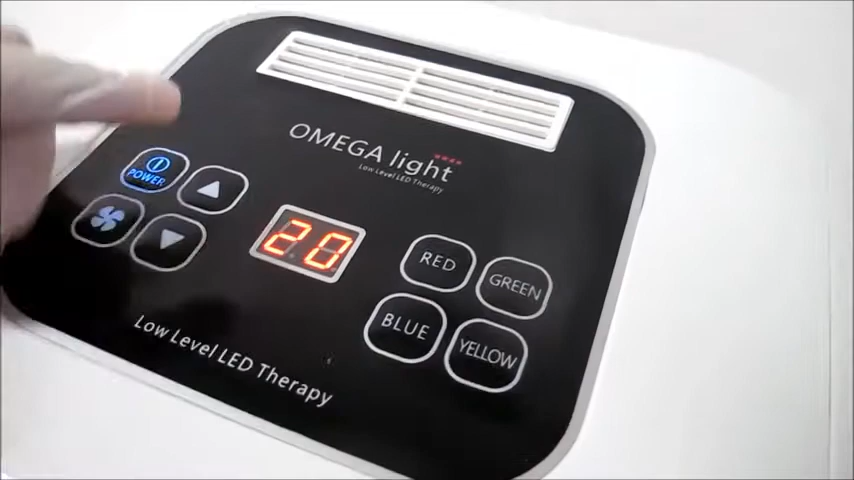 OMEGA light
Low Level LED Therapy
POWER
20
RED
GREEN
BLUE
YELLOW
Low Level LED Therapy